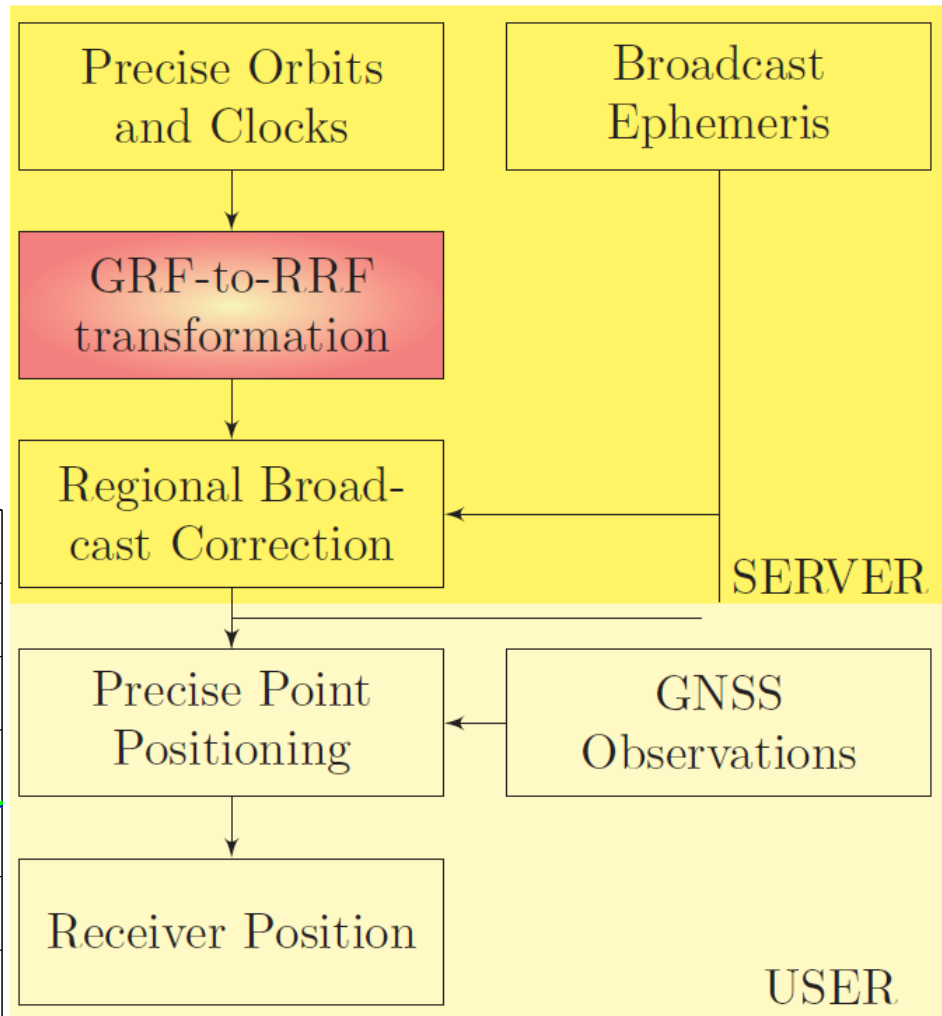 Precise Orbits
and Clocks
Broadcast
Ephemeris
GRF-to-RRF
transformation
Regional Broad-
cast Correction
SERVER
Precise Point
Positioning
GNSS
Observations
Receiver Position
USER